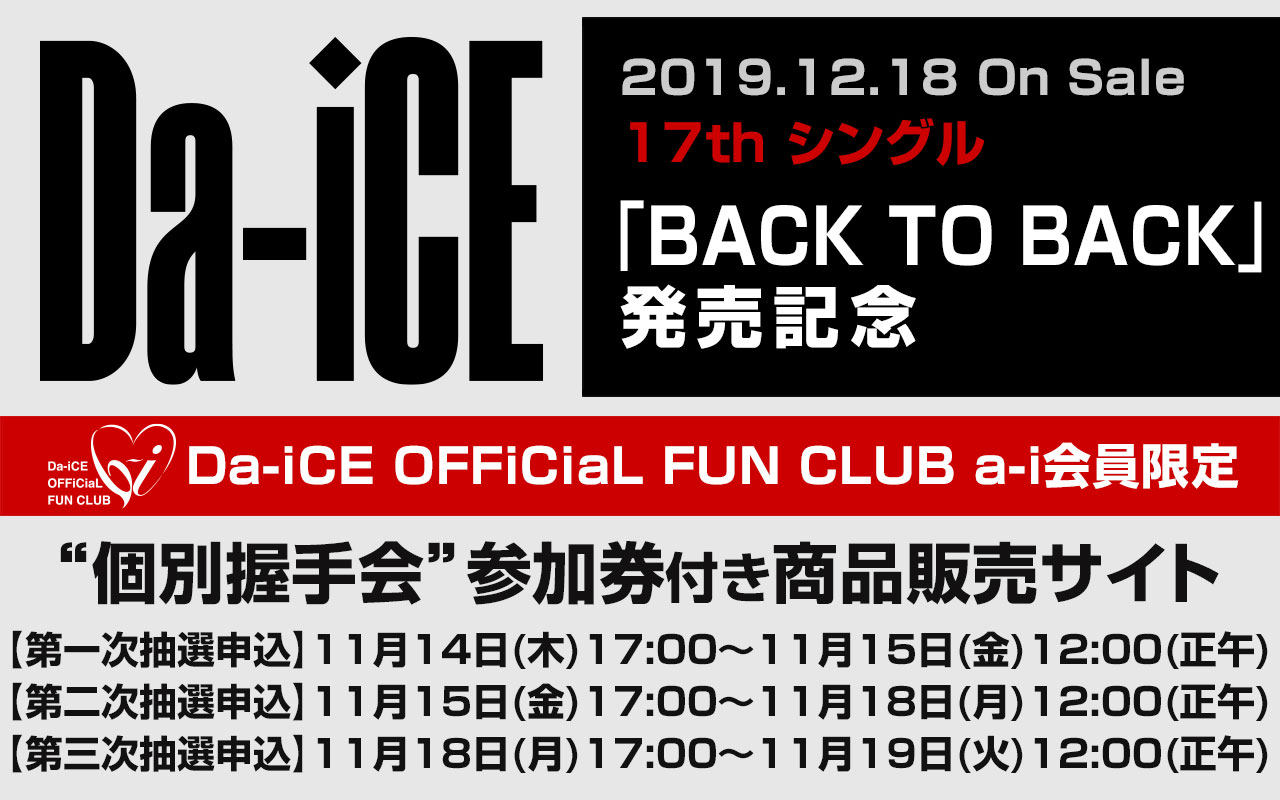 Da-iCE
2019.12.18 On Sale
17th シングル
「BACK TO BACK」
発売記念
Da-iCE
OFFiCiaL
FUN CLUB
a-i
Da-iCE OFFiCiaL FUN CLUB a-i会員限定
“個別握手会”参加券付き商品販売サイト
【第一次抽選申込】11月14日(木)17:00～11月15日(金)12:00(正午)
【第二次抽選申込】11月15日(金)17:00～11月18日(月)12:00(正午)
【第三次抽選申込】11月18日(月)17:00～11月19日(火)12:00(正午)